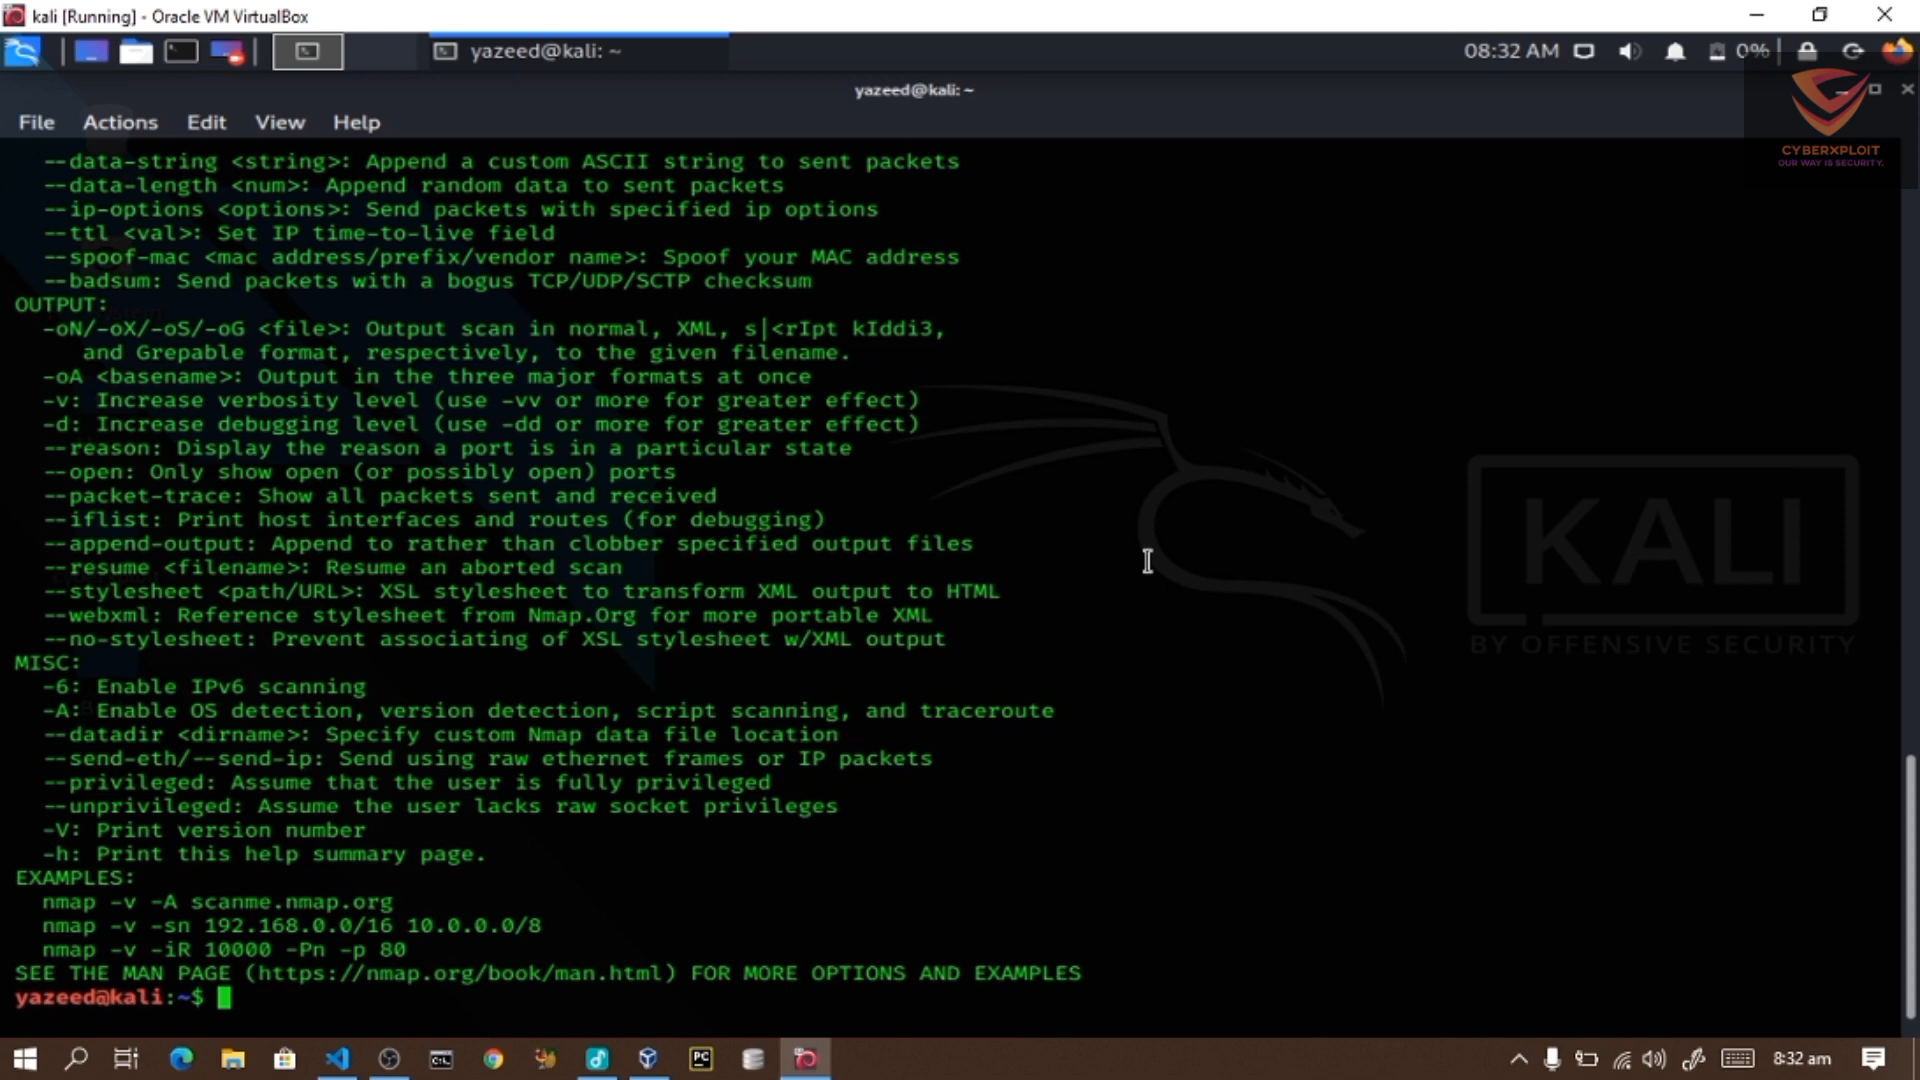 kali [Running] - Oracle VM VirtualBox
yazeed@kali: ~
08:32 AM
0%
yazeed@kali: ~
CYBERXPLOIT
OUR WAY IS SECURITY.
File Actions Edit View Help
--data-string <string>: Append a custom ASCII string to sent packets
--data-length <num>: Append random data to sent packets
--ip-options <options>: Send packets with specified ip options
--ttl <val>: Set IP time-to-live field
--spoof-mac <mac address/prefix/vendor name>: Spoof your MAC address
--badsum: Send packets with a bogus TCP/UDP/SCTP checksum
OUTPUT:
-oN/-oX/-oS/-oG <file>: Output scan in normal, XML, s|<rIpt kIddi3,
and Grepable format, respectively, to the given filename.
-oA <basename>: Output in the three major formats at once
-v: Increase verbosity level (use -vv or more for greater effect)
-d: Increase debugging level (use -dd or more for greater effect)
--reason: Display the reason a port is in a particular state
--open: Only show open (or possibly open) ports
--packet-trace: Show all packets sent and received
--iflist: Print host interfaces and routes (for debugging)
--append-output: Append to rather than clobber specified output files
--resume <filename>: Resume an aborted scan
--stylesheet <path/URL>: XSL stylesheet to transform XML output to HTML
--webxml: Reference stylesheet from Nmap.Org for more portable XML
--no-stylesheet: Prevent associating of XSL stylesheet w/XML output
MISC:
-6: Enable IPv6 scanning
-A: Enable OS detection, version detection, script scanning, and traceroute
--datadir <dirname>: Specify custom Nmap data file location
--send-eth/--send-ip: Send using raw ethernet frames or IP packets
--privileged: Assume that the user is fully privileged
--unprivileged: Assume the user lacks raw socket privileges
-V: Print version number
-h: Print this help summary page.
EXAMPLES:
nmap -v -A scanme.nmap.org
nmap -v -sn 192.168.0.0/16 10.0.0.0/8
nmap -v -iR 10000 -Pn -p 80
SEE THE MAN PAGE (https://nmap.org/book/man.html) FOR MORE OPTIONS AND EXAMPLES
yazeed@kali:~$
KALI
BY OFFENSIVE SECURITY
PC
8:32 am